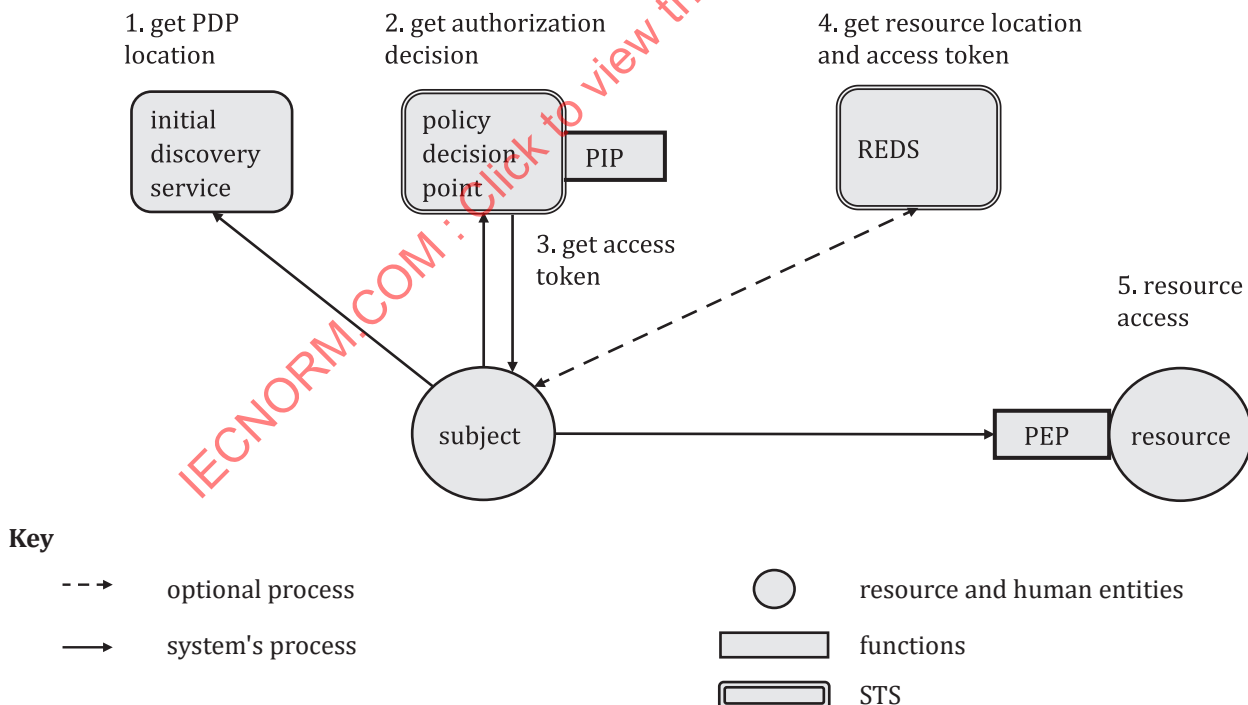 1. get PDP
location
2. get authorization
decision
4. get resource location
and access token
initial
discovery
service
policy
decision
point
PIP
REDS
3. get access
token
5. resource
access
subject
PEP
resource
IECNORM.COM : Click to view th
Key
optional process
system's process
resource and human entities
functions
STS